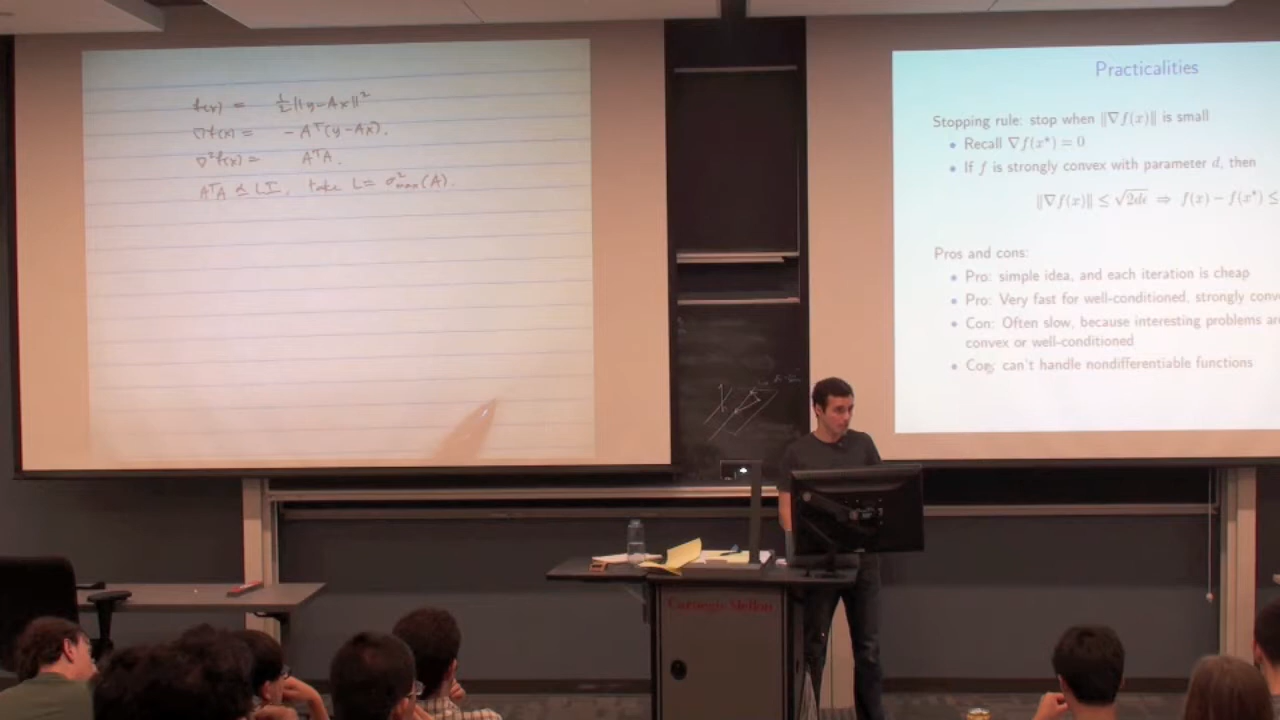 f(x) = ½‖y-Ax‖²
∇f(x) = -Aᵀ(y-Ax).
∇²f(x) = AᵀA.
AᵀA ⪯ LI, take L = σ²max(A).
Practicalities
Stopping rule: stop when ‖∇f(x)‖ is small
• Recall ∇f(x*) = 0
• If f is strongly convex with parameter d, then
‖∇f(x)‖ ≤ √2dϵ ⇒ f(x) − f(x*) ≤
Pros and cons:
• Pro: simple idea, and each iteration is cheap
• Pro: Very fast for well-conditioned, strongly conv
• Con: Often slow, because interesting problems ar
convex or well-conditioned
• Con: can't handle nondifferentiable functions
Carnegie Mellon